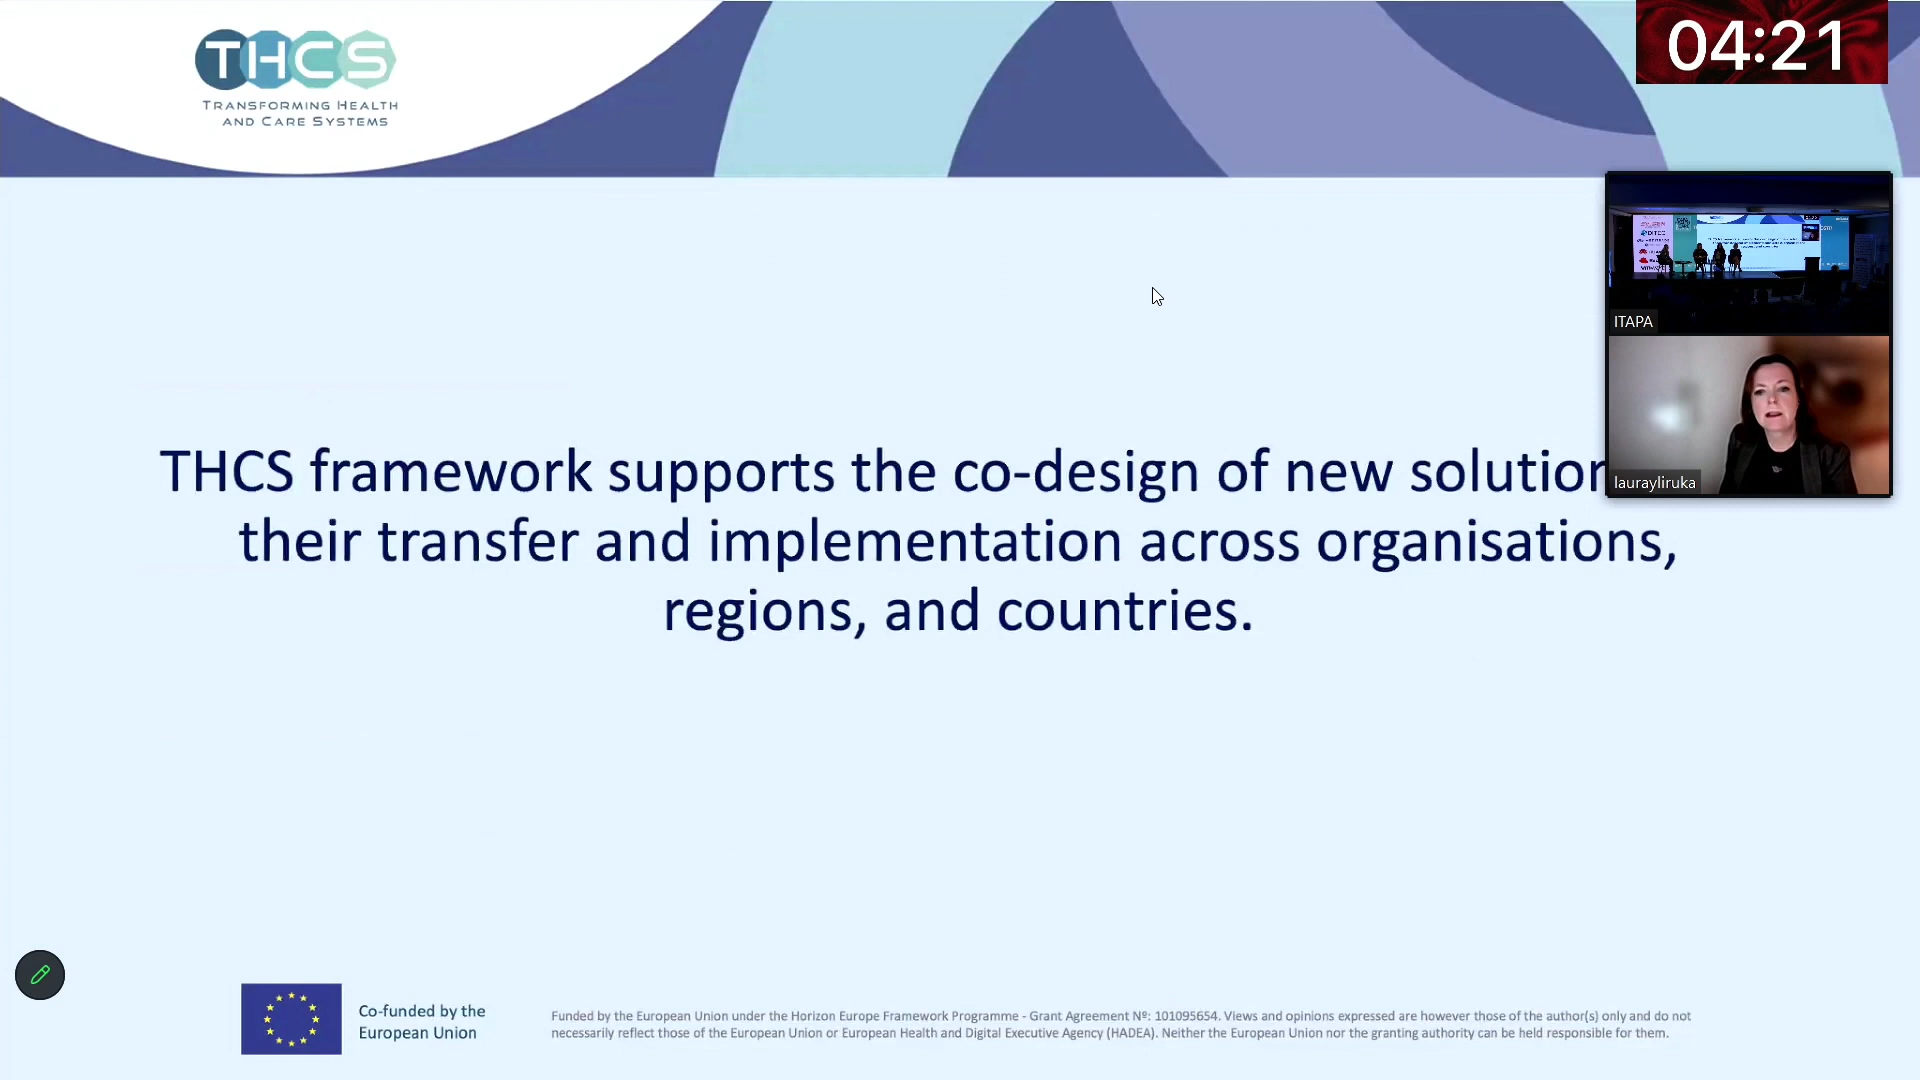 THCS
TRANSFORMING HEALTH
AND CARE SYSTEMS
04:21
ITAPA
laurayliruka
THCS framework supports the co-design of new solution
their transfer and implementation across organisations,
regions, and countries.
Co-funded by the
European Union
Funded by the European Union under the Horizon Europe Framework Programme - Grant Agreement Nº: 101095654. Views and opinions expressed are however those of the author(s) only and do not
necessarily reflect those of the European Union or European Health and Digital Executive Agency (HADEA). Neither the European Union nor the granting authority can be held responsible for them.